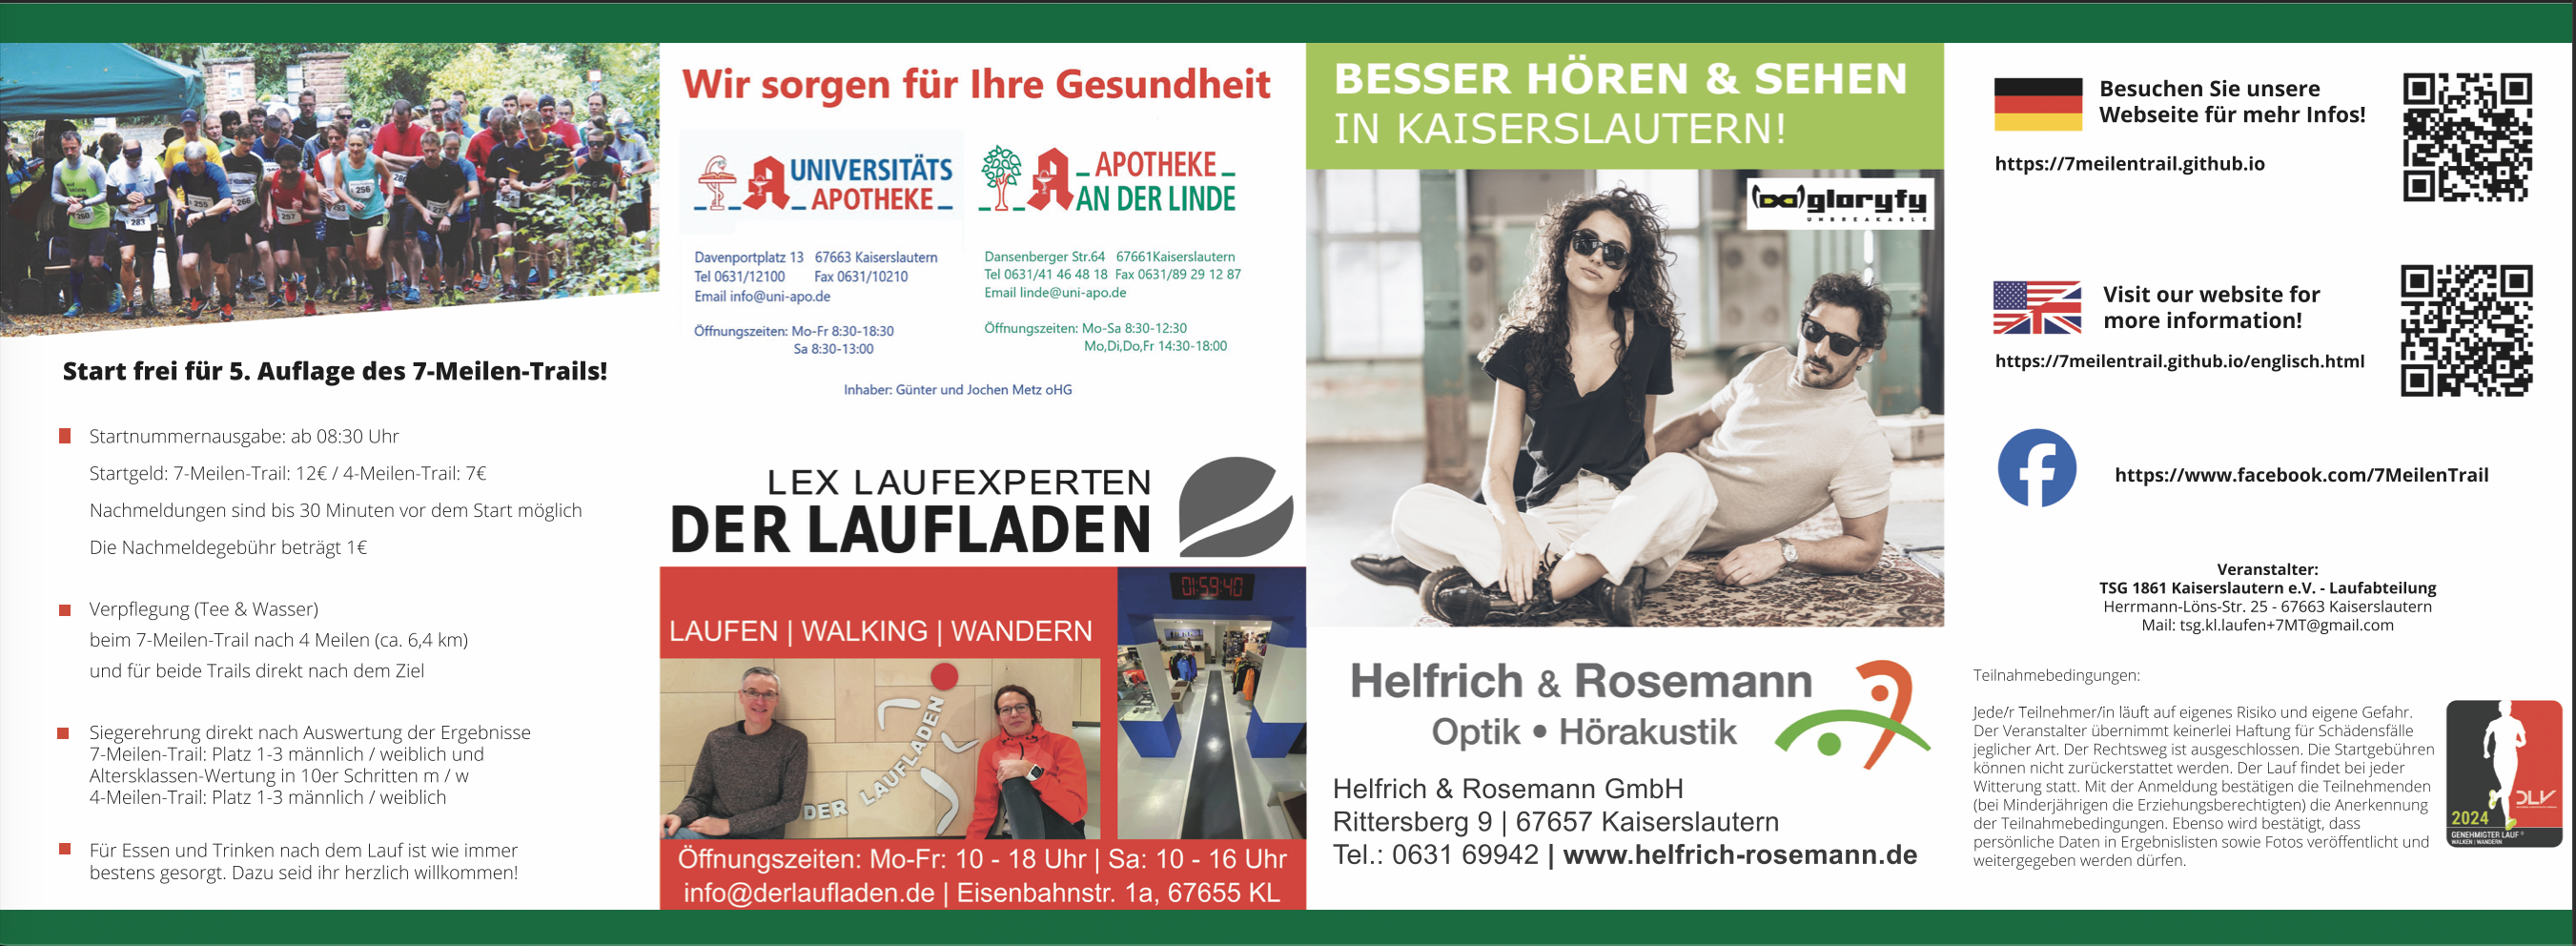 Start frei für 5. Auflage des 7-Meilen-Trails!
Startnummernausgabe: ab 08:30 Uhr
Startgeld: 7-Meilen-Trail: 12€ / 4-Meilen-Trail: 7€
Nachmeldungen sind bis 30 Minuten vor dem Start möglich
Die Nachmeldegebühr beträgt 1€
Verpflegung (Tee & Wasser)
beim 7-Meilen-Trail nach 4 Meilen (ca. 6,4 km)
und für beide Trails direkt nach dem Ziel
Siegerehrung direkt nach Auswertung der Ergebnisse
7-Meilen-Trail: Platz 1-3 männlich / weiblich und
Altersklassen-Wertung in 10er Schritten m / w
4-Meilen-Trail: Platz 1-3 männlich / weiblich
Für Essen und Trinken nach dem Lauf ist wie immer
bestens gesorgt. Dazu seid ihr herzlich willkommen!
Wir sorgen für Ihre Gesundheit
UNIVERSITÄTS
APOTHEKE
Davenportplatz 13 67663 Kaiserslautern
Tel 0631/12100 Fax 0631/10210
Email info@uni-apo.de
Öffnungszeiten: Mo-Fr 8:30-18:30
Sa 8:30-13:00
APOTHEKE
AN DER LINDE
Dansenberger Str.64 67661Kaiserslautern
Tel 0631/41 46 48 18 Fax 0631/89 29 12 87
Email linde@uni-apo.de
Öffnungszeiten: Mo-Sa 8:30-12:30
Mo,Di,Do,Fr 14:30-18:00
Inhaber: Günter und Jochen Metz oHG
LEX LAUFEXPERTEN
DER LAUFLADEN
LAUFEN | WALKING | WANDERN
01:59:40
DER LAUFLADEN
Öffnungszeiten: Mo-Fr: 10 - 18 Uhr | Sa: 10 - 16 Uhr
info@derlaufladen.de | Eisenbahnstr. 1a, 67655 KL
BESSER HÖREN & SEHEN
IN KAISERSLAUTERN!
gloryfy
UNBREAKABLE
Helfrich & Rosemann
Optik • Hörakustik
Helfrich & Rosemann GmbH
Rittersberg 9 | 67657 Kaiserslautern
Tel.: 0631 69942 | www.helfrich-rosemann.de
Besuchen Sie unsere
Webseite für mehr Infos!
https://7meilentrail.github.io
Visit our website for
more information!
https://7meilentrail.github.io/englisch.html
https://www.facebook.com/7MeilenTrail
Veranstalter:
TSG 1861 Kaiserslautern e.V. - Laufabteilung
Herrmann-Löns-Str. 25 - 67663 Kaiserslautern
Mail: tsg.kl.laufen+7MT@gmail.com
Teilnahmebedingungen:
Jede/r Teilnehmer/in läuft auf eigenes Risiko und eigene Gefahr.
Der Veranstalter übernimmt keinerlei Haftung für Schädensfälle
jeglicher Art. Der Rechtsweg ist ausgeschlossen. Die Startgebühren
können nicht zurückerstattet werden. Der Lauf findet bei jeder
Witterung statt. Mit der Anmeldung bestätigen die Teilnehmenden
(bei Minderjährigen die Erziehungsberechtigten) die Anerkennung
der Teilnahmebedingungen. Ebenso wird bestätigt, dass
persönliche Daten in Ergebnislisten sowie Fotos veröffentlicht und
weitergegeben werden dürfen.
DLV
2024
GENEHMIGTER LAUF
WALKEN | WANDERN